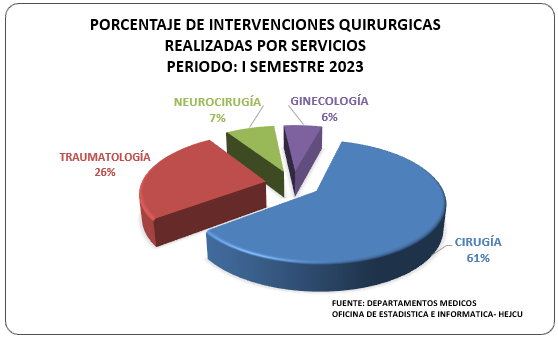 PORCENTAJE DE INTERVENCIONES QUIRURGICAS
REALIZADAS POR SERVICIOS
PERIODO: I SEMESTRE 2023
NEUROCIRUGÍA
7%
GINECOLOGÍA
6%
TRAUMATOLOGÍA
26%
CIRUGÍA
61%
FUENTE: DEPARTAMENTOS MEDICOS
OFICINA DE ESTADISTICA E INFORMATICA- HEJCU